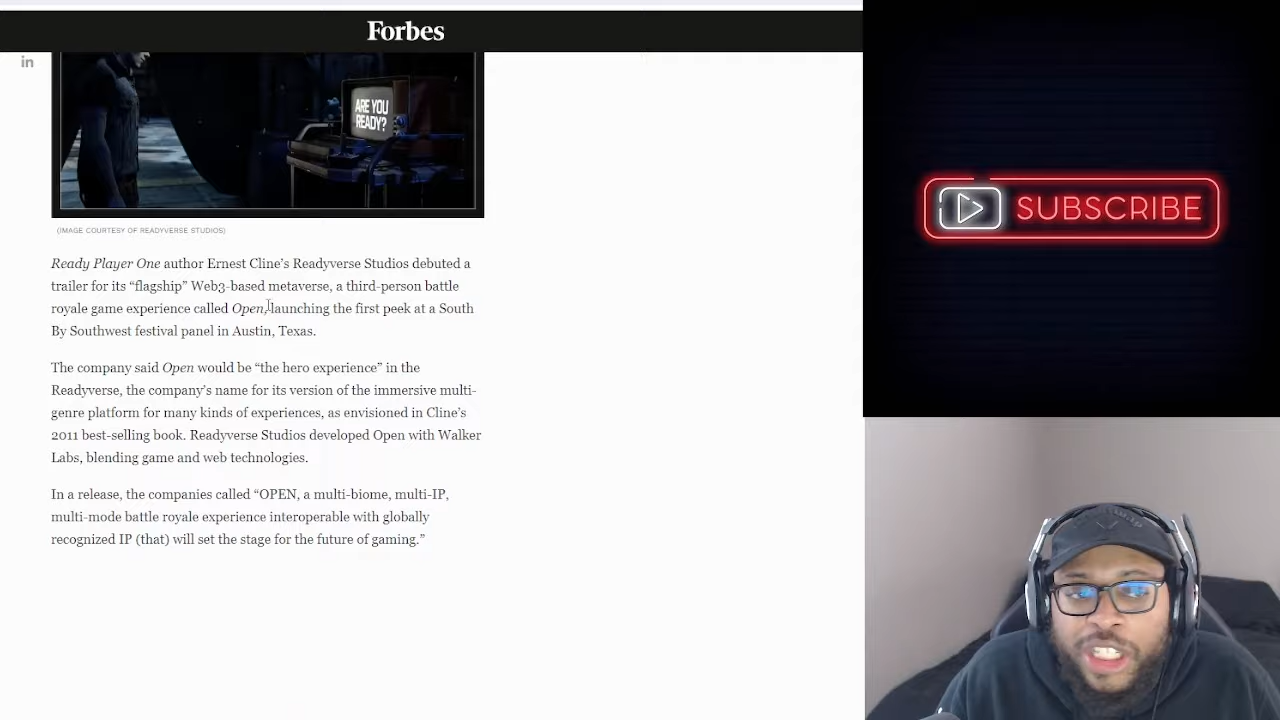 Forbes
in
ARE YOU
READY?
(IMAGE COURTESY OF READYVERSE STUDIOS)
Ready Player One author Ernest Cline’s Readyverse Studios debuted a
trailer for its “flagship” Web3-based metaverse, a third-person battle
royale game experience called Open, launching the first peek at a South
By Southwest festival panel in Austin, Texas.
The company said Open would be “the hero experience” in the
Readyverse, the company’s name for its version of the immersive multi-
genre platform for many kinds of experiences, as envisioned in Cline’s
2011 best-selling book. Readyverse Studios developed Open with Walker
Labs, blending game and web technologies.
In a release, the companies called “OPEN, a multi-biome, multi-IP,
multi-mode battle royale experience interoperable with globally
recognized IP (that) will set the stage for the future of gaming.”
SUBSCRIBE